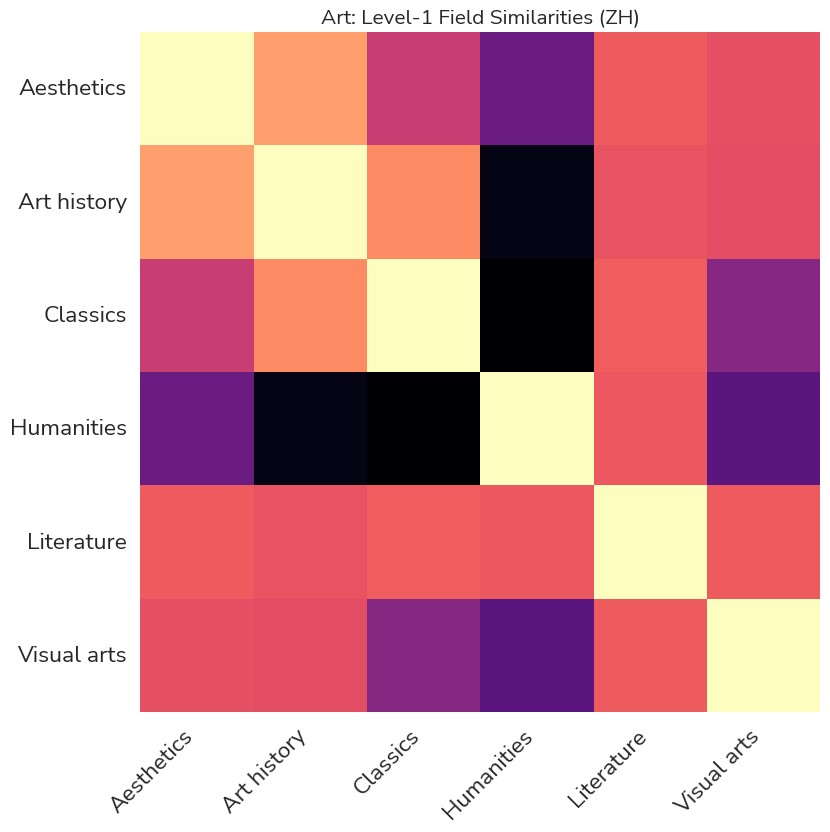 Art: Level-1 Field Similarities (ZH)
Aesthetics
Art history
Classics
Humanities
Literature
Visual arts
Aesthetics
Art history
Classics
Humanities
Literature
Visual arts